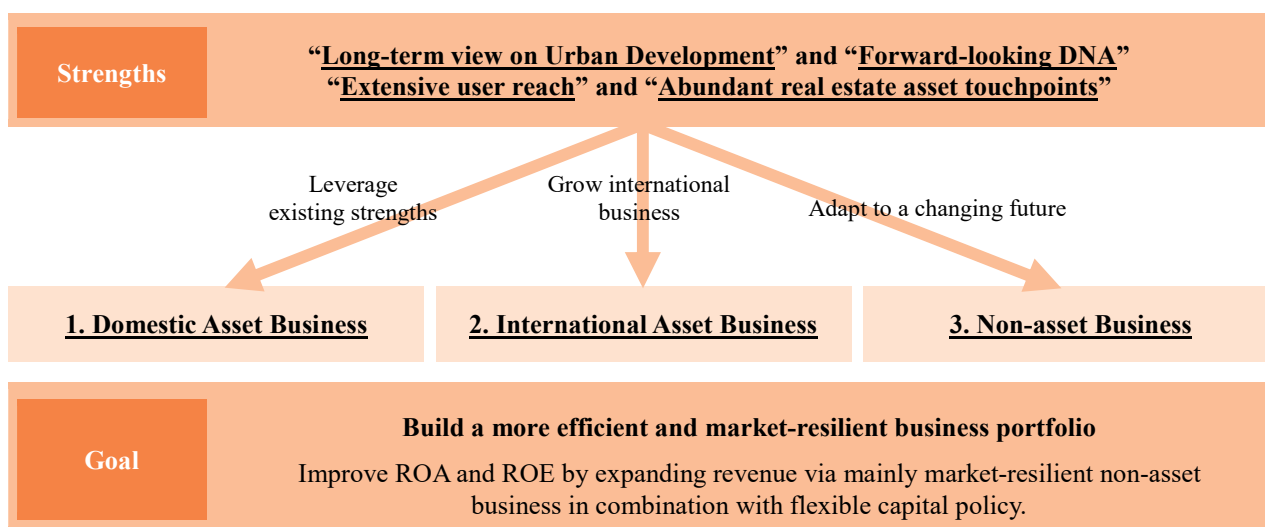 Strengths
“Long-term view on Urban Development” and “Forward-looking DNA”
“Extensive user reach” and “Abundant real estate asset touchpoints”
Leverage
existing strengths
Grow international
business
Adapt to a changing future
1. Domestic Asset Business
2. International Asset Business
3. Non-asset Business
Goal
Build a more efficient and market-resilient business portfolio
Improve ROA and ROE by expanding revenue via mainly market-resilient non-asset
business in combination with flexible capital policy.